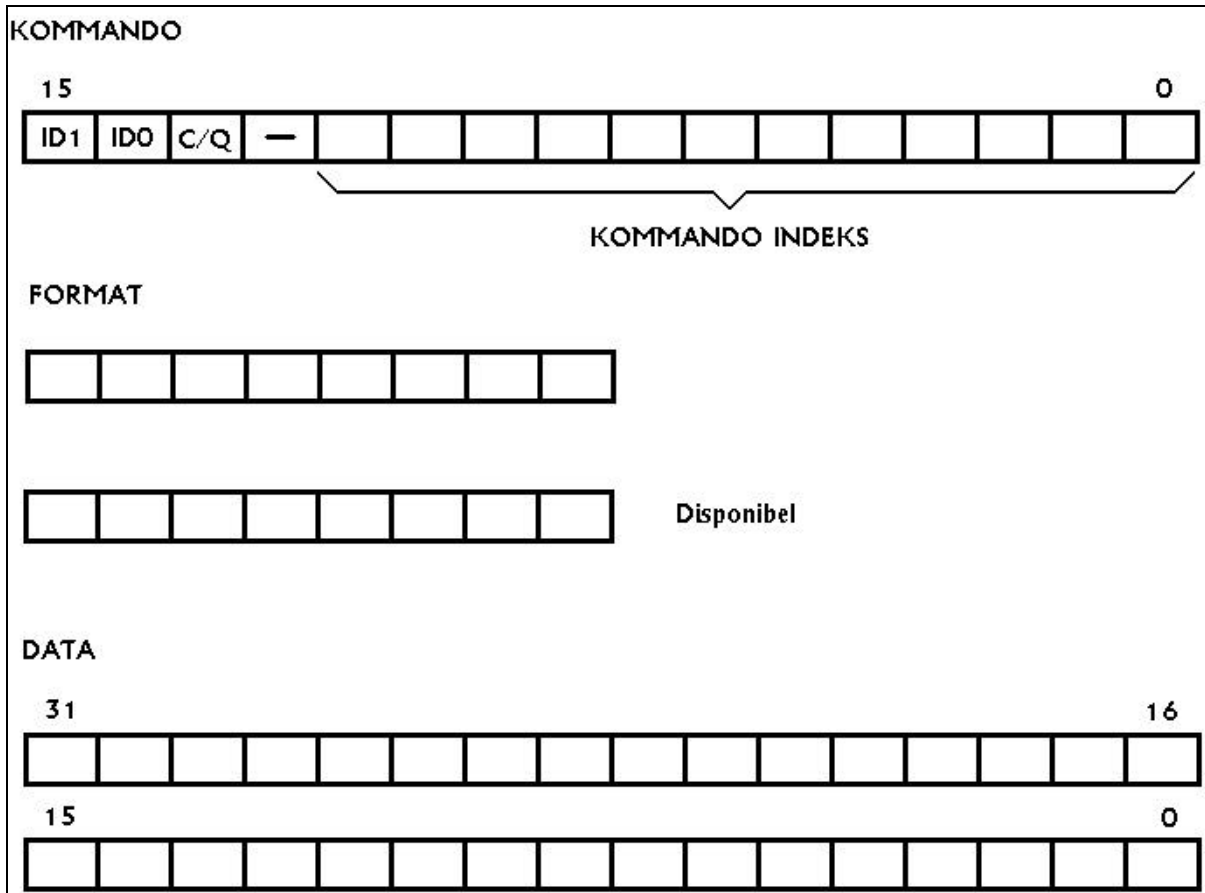 KOMMANDO
15 0
ID1 ID0 C/Q —
KOMMANDO INDEKS
FORMAT
Disponibel
DATA
31 16
15 0